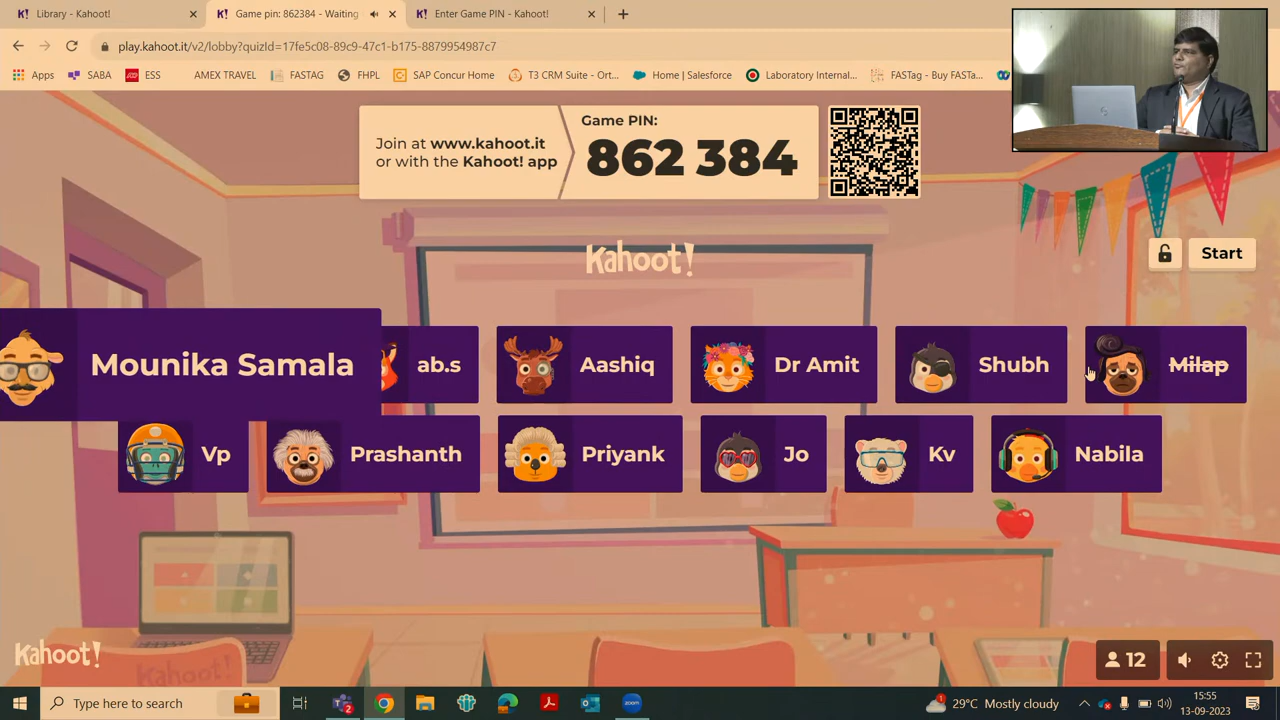 Library - Kahoot!
Game pin: 862384 - Waiting
Enter Game PIN - Kahoot!
play.kahoot.it/v2/lobby?quizId=17fe5c08-89c9-47c1-b175-8879954987c7
Apps
SABA
ESS
AMEX TRAVEL
FASTAG
FHPL
SAP Concur Home
T3 CRM Suite - Ort...
Home | Salesforce
Laboratory Internal...
FASTag - Buy FASTa...
Join at www.kahoot.it
or with the Kahoot! app
Game PIN:
862 384
Kahoot!
Start
Mounika Samala
ab.s
Aashiq
Dr Amit
Shubh
Milap
Vp
Prashanth
Priyank
Jo
Kv
Nabila
Kahoot!
Kahoot!
12
Type here to search
29°C Mostly cloudy
15:55
13-09-2023